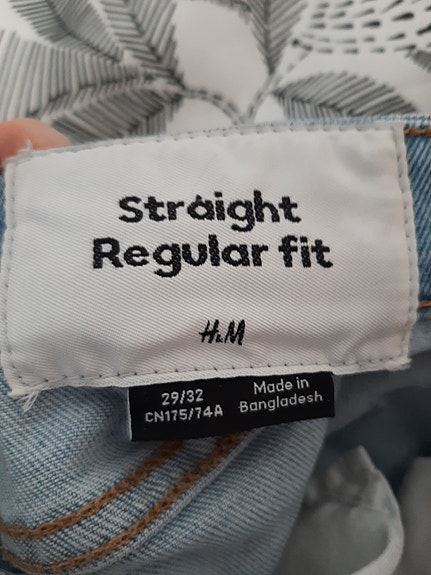 Straight
Regular fit
H&M
29/32
CN175/74A
Made in
Bangladesh